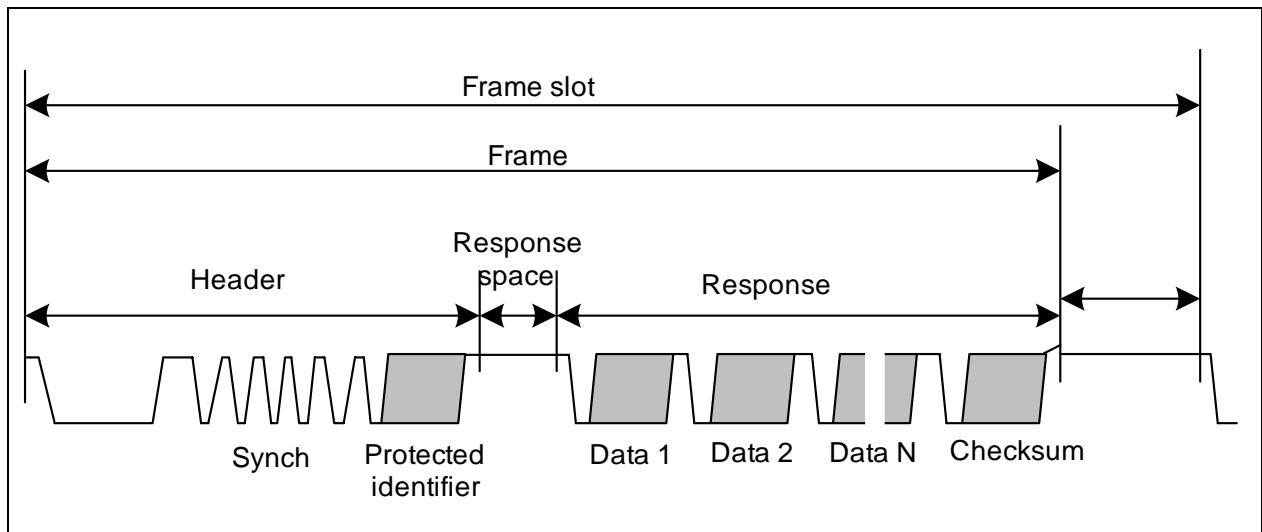 Frame slot
Frame
Response
space
Header
Response
Synch
Protected
identifier
Data 1
Data 2
Data N
Checksum